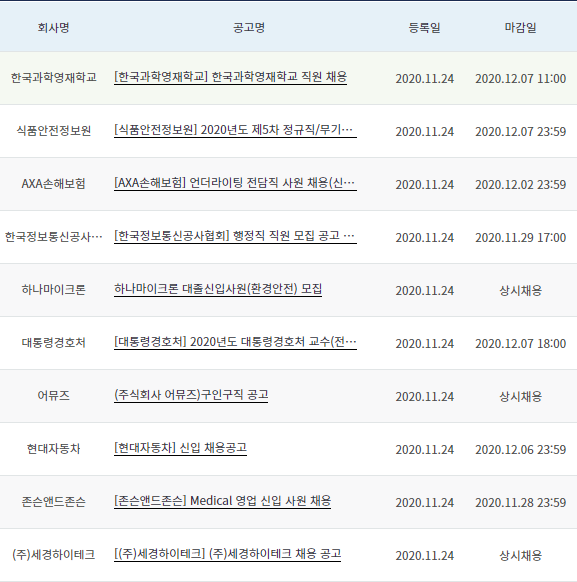 회사명 공고명 등록일 마감일
한국과학영재학교 [한국과학영재학교] 한국과학영재학교 직원 채용 2020.11.24 2020.12.07 11:00
식품안전정보원 [식품안전정보원] 2020년도 제5차 정규직/무기… 2020.11.24 2020.12.07 23:59
AXA손해보험 [AXA손해보험] 언더라이팅 전담직 사원 채용(신… 2020.11.24 2020.12.02 23:59
한국정보통신공사… [한국정보통신공사협회] 행정직 직원 모집 공고 … 2020.11.24 2020.11.29 17:00
하나마이크론 하나마이크론 대졸신입사원(환경안전) 모집 2020.11.24 상시채용
대통령경호처 [대통령경호처] 2020년도 대통령경호처 교수(전… 2020.11.24 2020.12.07 18:00
어뮤즈 (주식회사 어뮤즈)구인구직 공고 2020.11.24 상시채용
현대자동차 [현대자동차] 신입 채용공고 2020.11.24 2020.12.06 23:59
존슨앤드존슨 [존슨앤드존슨] Medical 영업 신입 사원 채용 2020.11.24 2020.11.28 23:59
(주)세경하이테크 [(주)세경하이테크] (주)세경하이테크 채용 공고 2020.11.24 상시채용